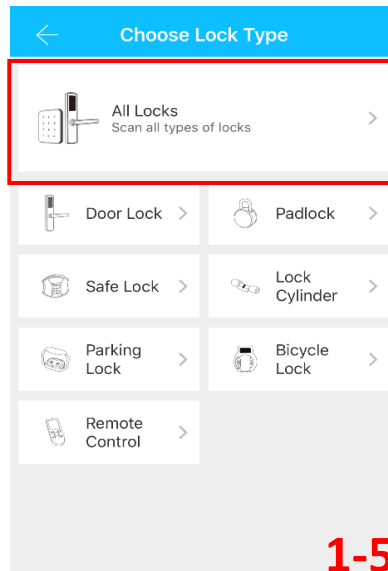 Choose Lock Type
All Locks
Scan all types of locks
Door Lock
Padlock
Safe Lock
Lock
Cylinder
Parking
Lock
Bicycle
Lock
Remote
Control
1-5